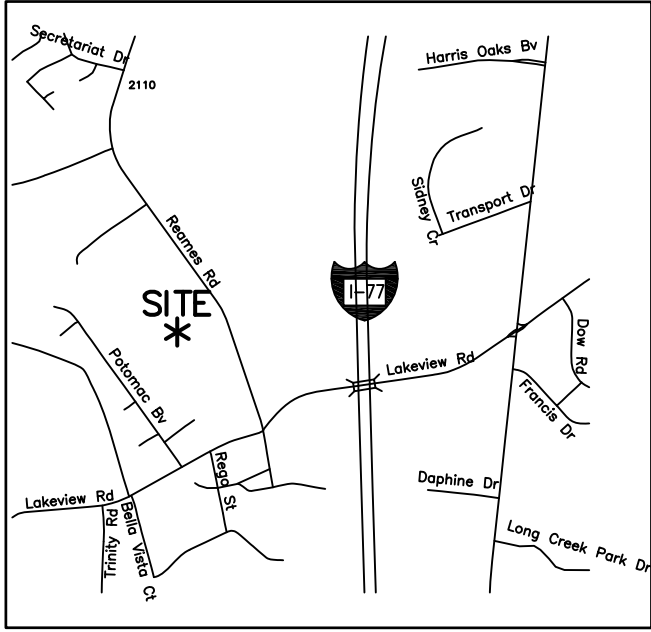 Secretariat Dr
2110
Harris Oaks Bv
Sidney Cr
Transport Dr
Reames Rd
SITE
I-77
Lakeview Rd
Dow Rd
Potomac Bv
Francis Dr
Rego St
Daphine Dr
Lakeview Rd
Trinity Rd
Bella Vista Ct
Long Creek Park Dr